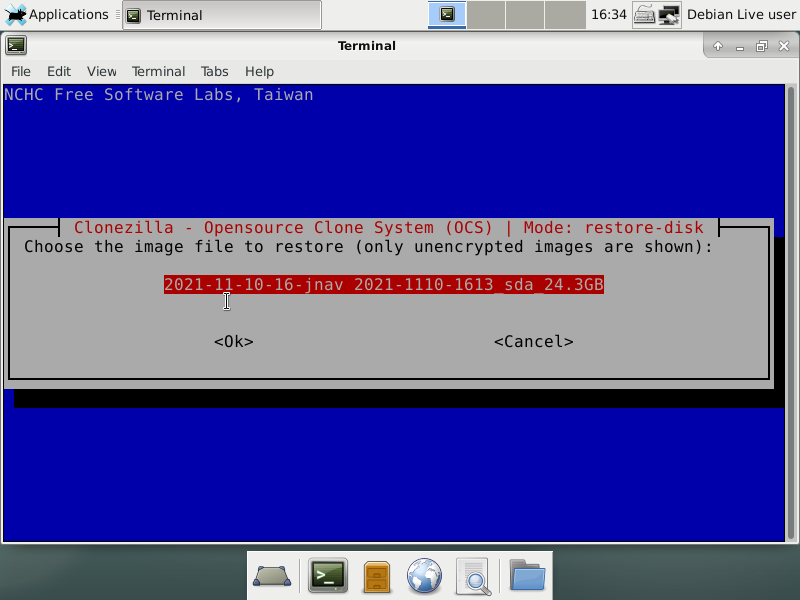 Applications Terminal 16:34 Debian Live user
Terminal
File Edit View Terminal Tabs Help
NCHC Free Software Labs, Taiwan
Clonezilla - Opensource Clone System (OCS) | Mode: restore-disk
Choose the image file to restore (only unencrypted images are shown):
2021-11-10-16-jnav 2021-1110-1613_sda_24.3GB
<Ok> <Cancel>